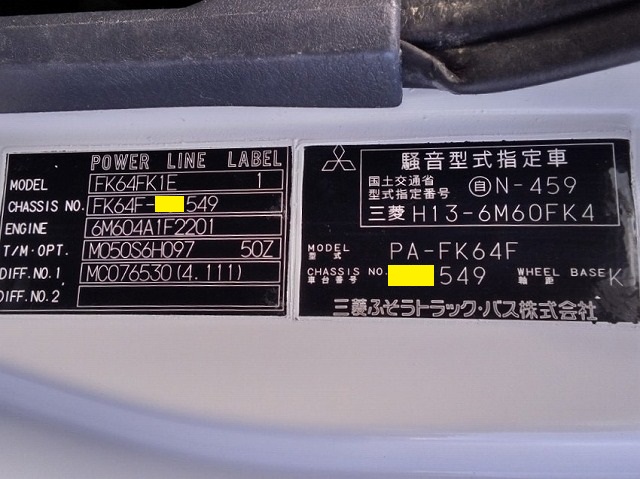 POWER LINE LABEL
MODEL FK64FK1E 1
CHASSIS NO. FK64F- 549
ENGINE 6M604A1F2201
T/M・OPT. M050S6H097 50Z
DIFF.NO.1 MC076530(4.111)
DIFF.NO.2
騒音型式指定車
国土交通省
型式指定番号 自N-459
三菱 H13-6M60FK4
MODEL
型式 PA-FK64F
CHASSIS NO.
車台番号 549 WHEEL BASE
軸距 K
三菱ふそうトラック・バス株式会社